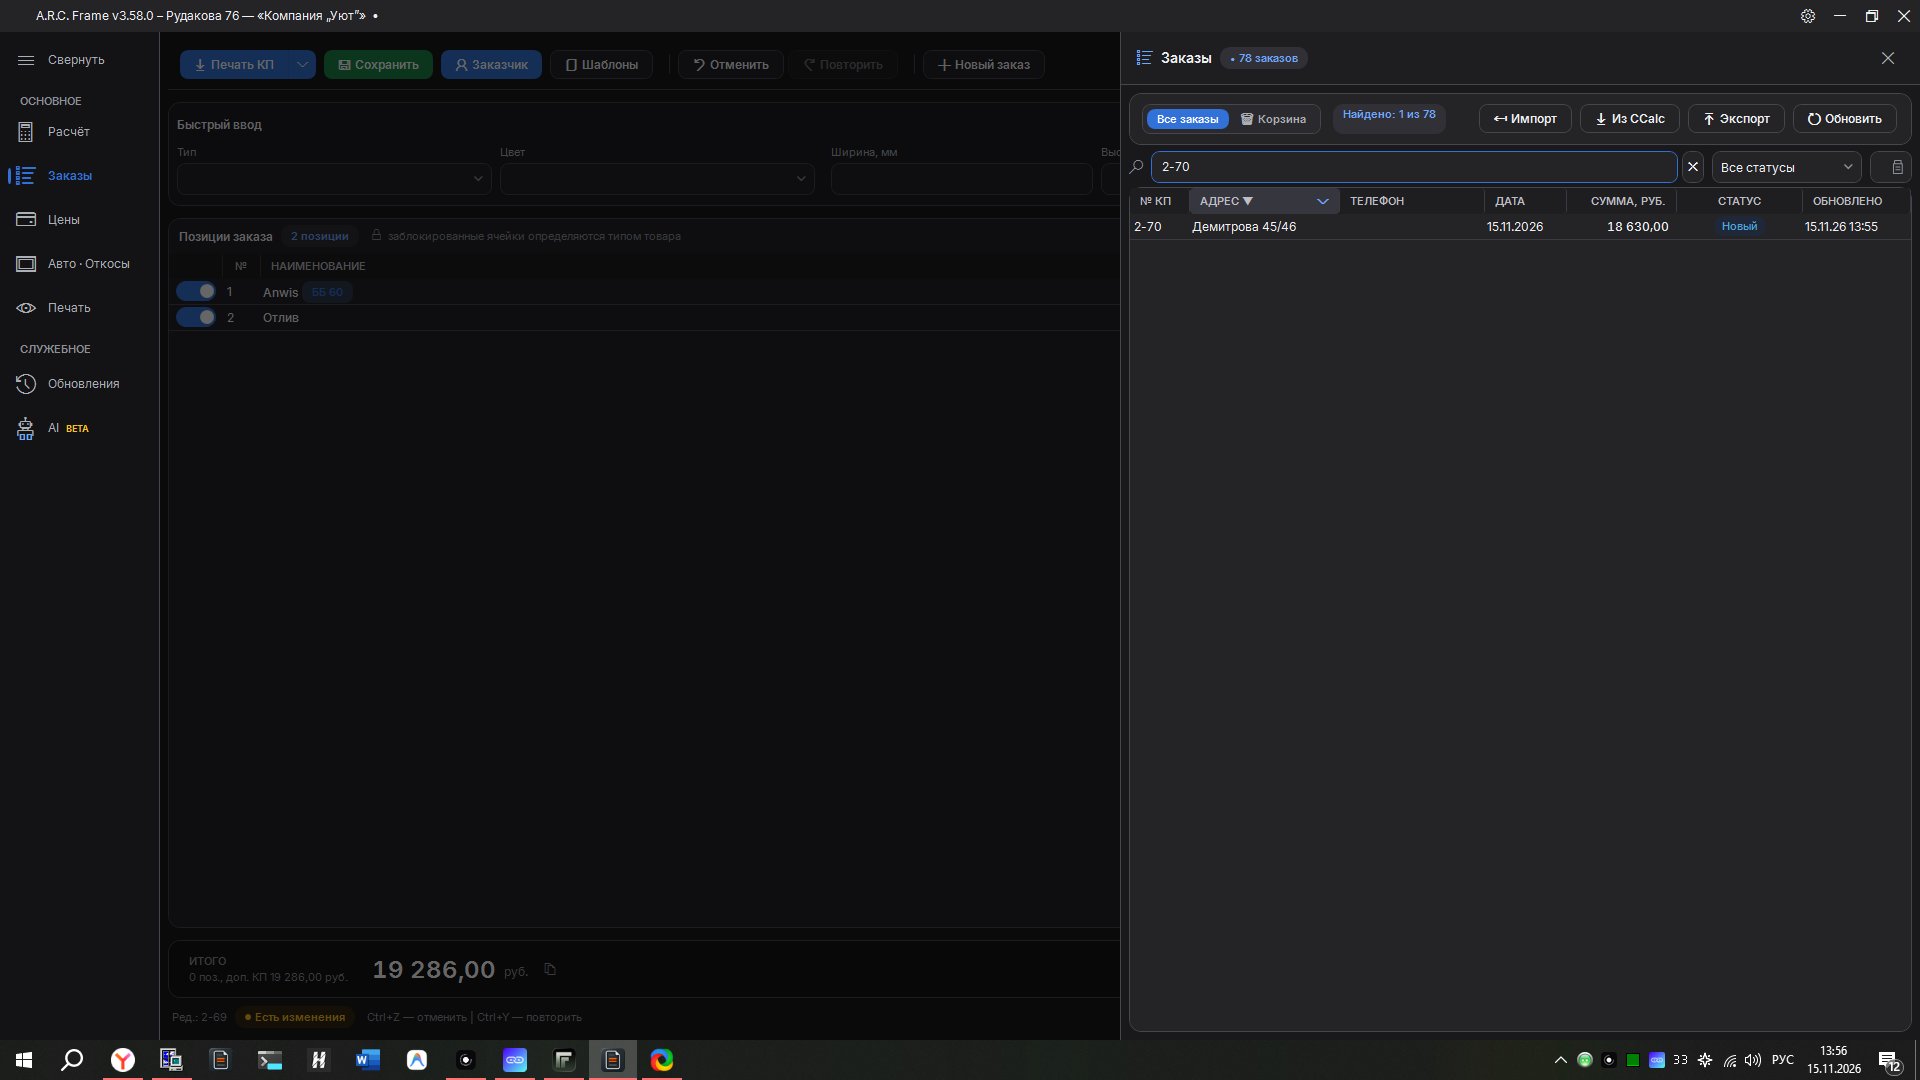 A.R.C. Frame v3.58.0 – Рудакова 76 — «Компания „Уют“» •
Свернуть
ОСНОВНОЕ
Расчёт
Заказы
Цены
Авто · Откосы
Печать
СЛУЖЕБНОЕ
Обновления
AI BETA
Печать КП
Сохранить
Заказчик
Шаблоны
Отменить
Повторить
Новый заказ
Быстрый ввод
Тип
Цвет
Ширина, мм
Выс
Позиции заказа 2 позиции заблокированные ячейки определяются типом товара
№ НАИМЕНОВАНИЕ
1 Anwis ББ 60
2 Отлив
ИТОГО
0 поз., доп. КП 19 286,00 руб.
19 286,00 руб.
Ред.: 2-69 • Есть изменения Ctrl+Z — отменить | Ctrl+Y — повторить
Заказы • 78 заказов
Все заказы Корзина Найдено: 1 из 78 Импорт Из CCalc Экспорт Обновить
2-70 Все статусы
№ КП АДРЕС ▼ ТЕЛЕФОН ДАТА СУММА, РУБ. СТАТУС ОБНОВЛЕНО
2-70 Демитрова 45/46 15.11.2026 18 630,00 Новый 15.11.26 13:55
33 РУС 13:56
15.11.2026
12